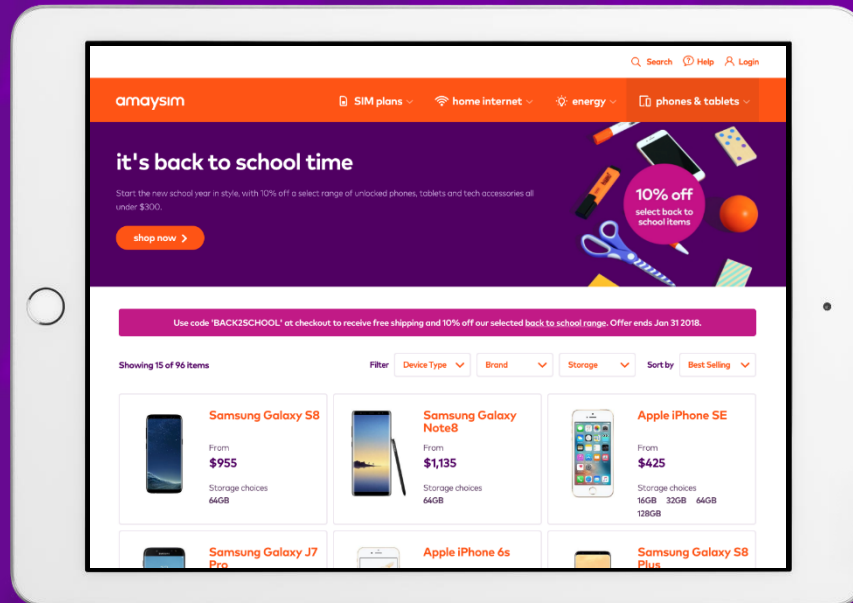 Search Help Login
amaysim SIM plans home internet energy phones & tablets
it's back to school time
Start the new school year in style, with 10% off a select range of unlocked phones, tablets and tech accessories all
under $300.
shop now
10% off
select back to
school items
Use code 'BACK2SCHOOL' at checkout to receive free shipping and 10% off our selected back to school range. Offer ends Jan 31 2018.
Showing 15 of 96 items Filter Device Type Brand Storage Sort by Best Selling
Samsung Galaxy S8
From
$955
Storage choices
64GB
Samsung Galaxy
Note8
From
$1,135
Storage choices
64GB
Apple iPhone SE
From
$425
Storage choices
16GB 32GB 64GB
128GB
Samsung Galaxy J7
Pro
Apple iPhone 6s
Samsung Galaxy S8
Plus